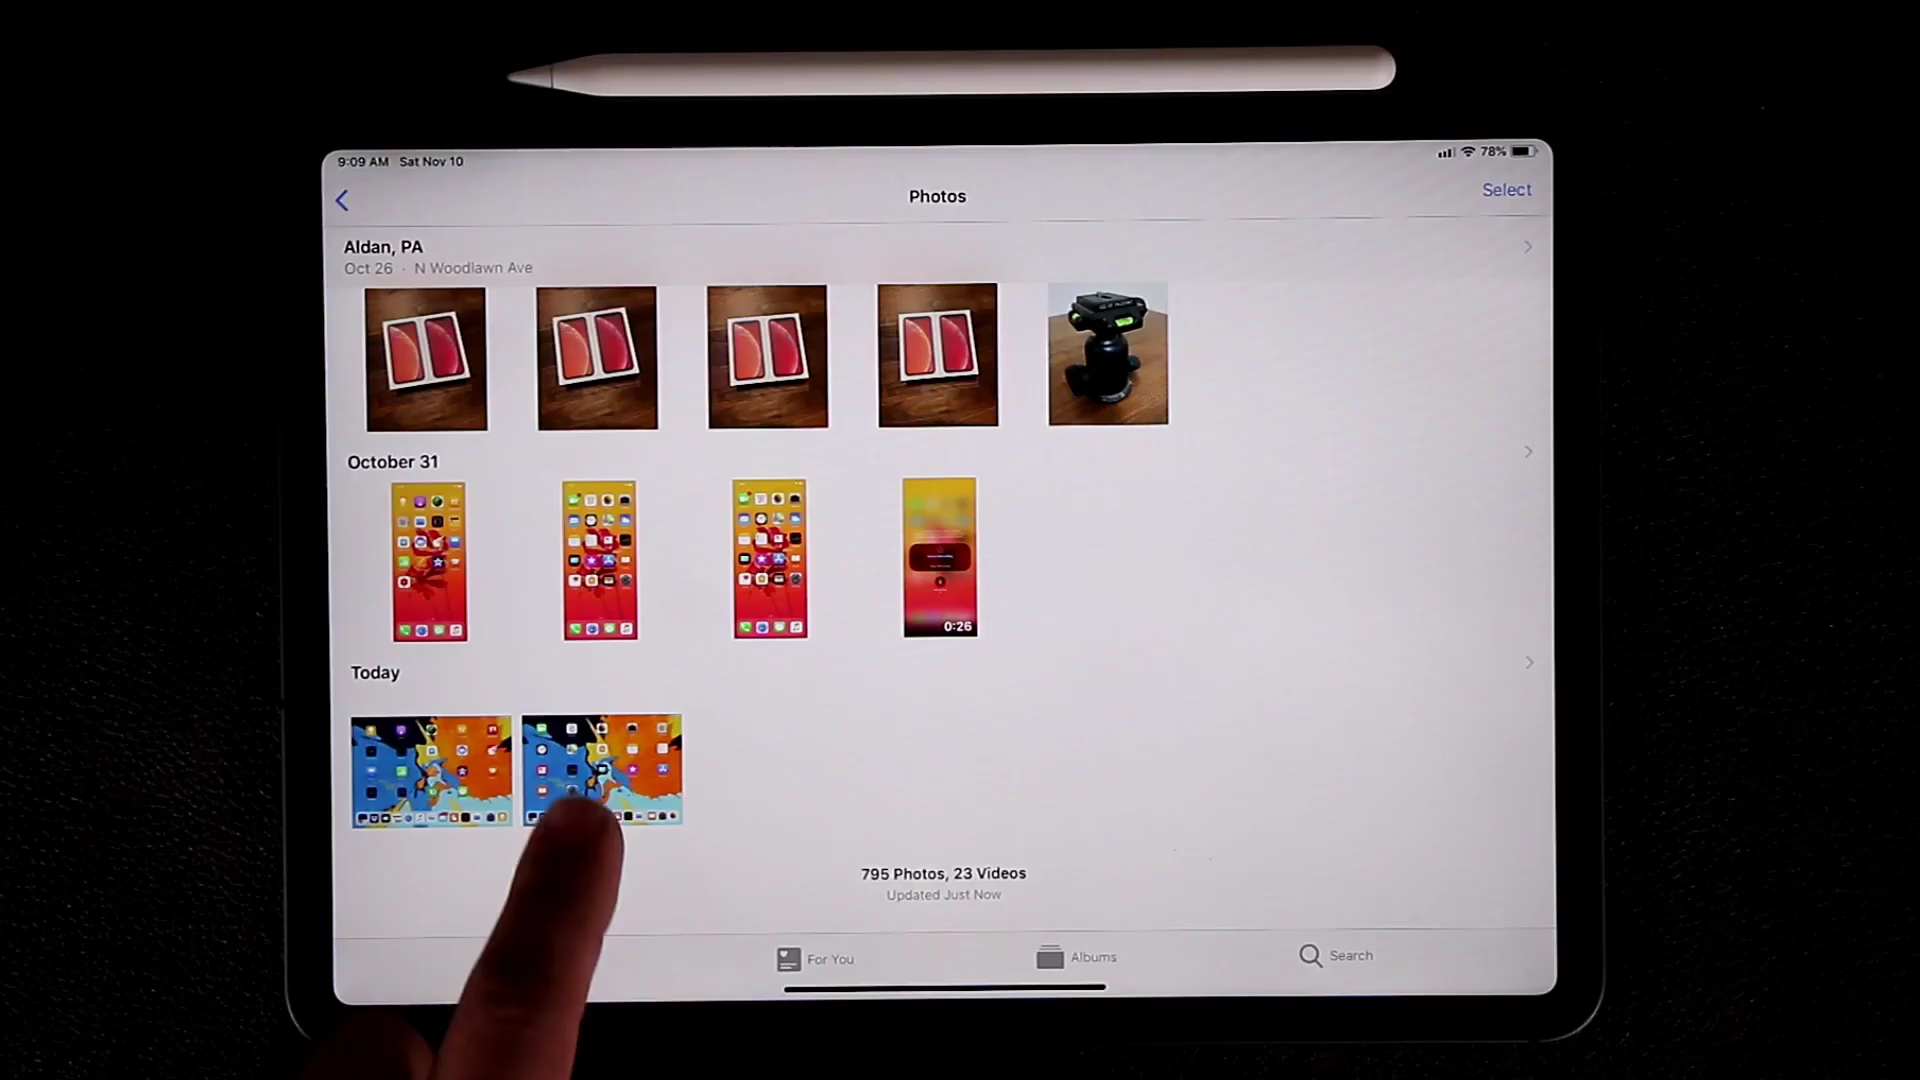 9:09 AM Sat Nov 10
78%
Photos
Select
Aldan, PA
Oct 26 · N Woodlawn Ave
October 31
0:26
Today
795 Photos, 23 Videos
Updated Just Now
For You
Albums
Search